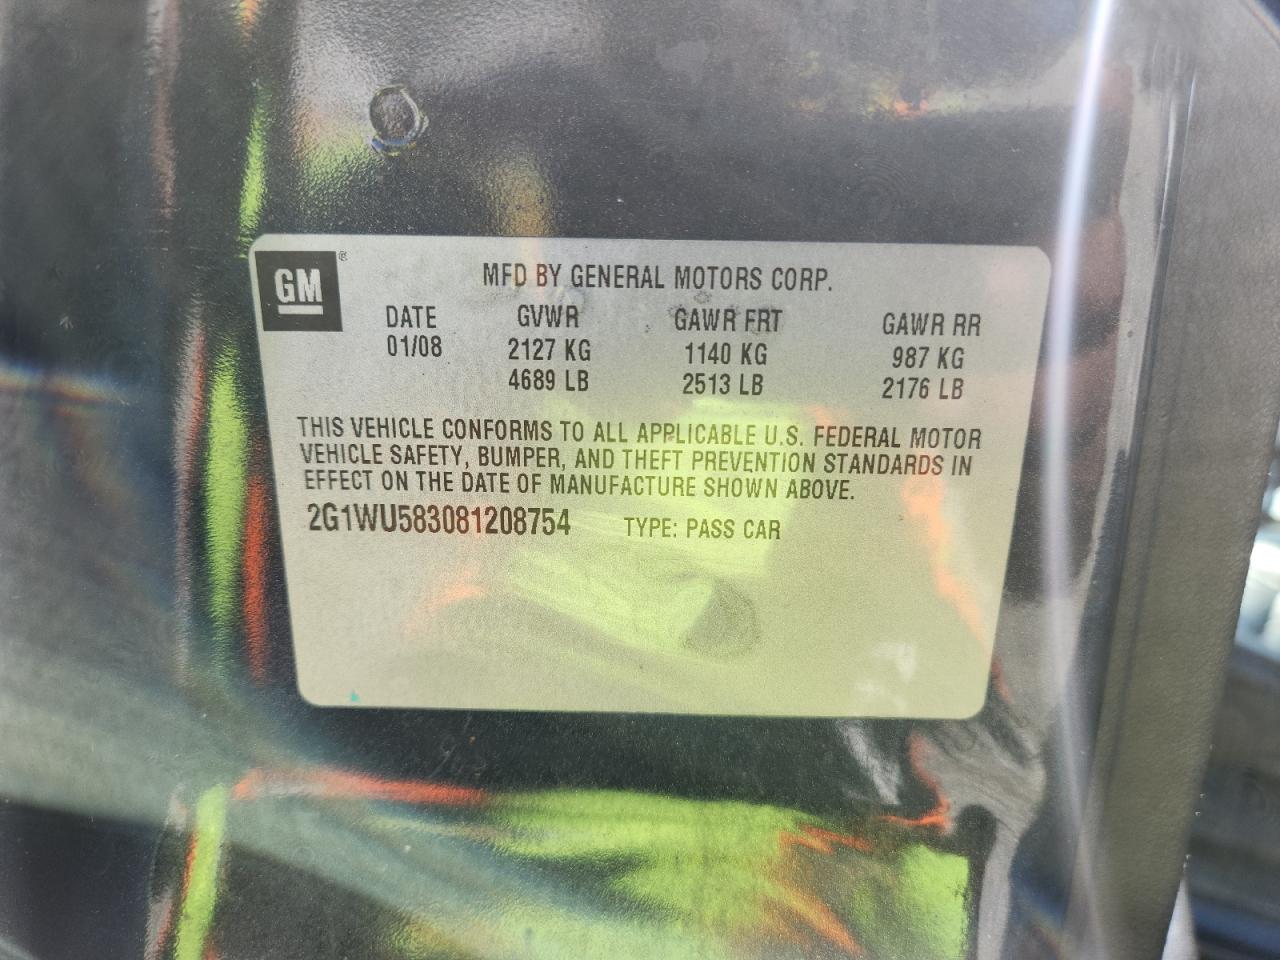 GM®
MFD BY GENERAL MOTORS CORP.
DATE GVWR GAWR FRT GAWR RR
01/08 2127 KG 1140 KG 987 KG
4689 LB 2513 LB 2176 LB
THIS VEHICLE CONFORMS TO ALL APPLICABLE U.S. FEDERAL MOTOR
VEHICLE SAFETY, BUMPER, AND THEFT PREVENTION STANDARDS IN
EFFECT ON THE DATE OF MANUFACTURE SHOWN ABOVE.
2G1WU583081208754 TYPE: PASS CAR